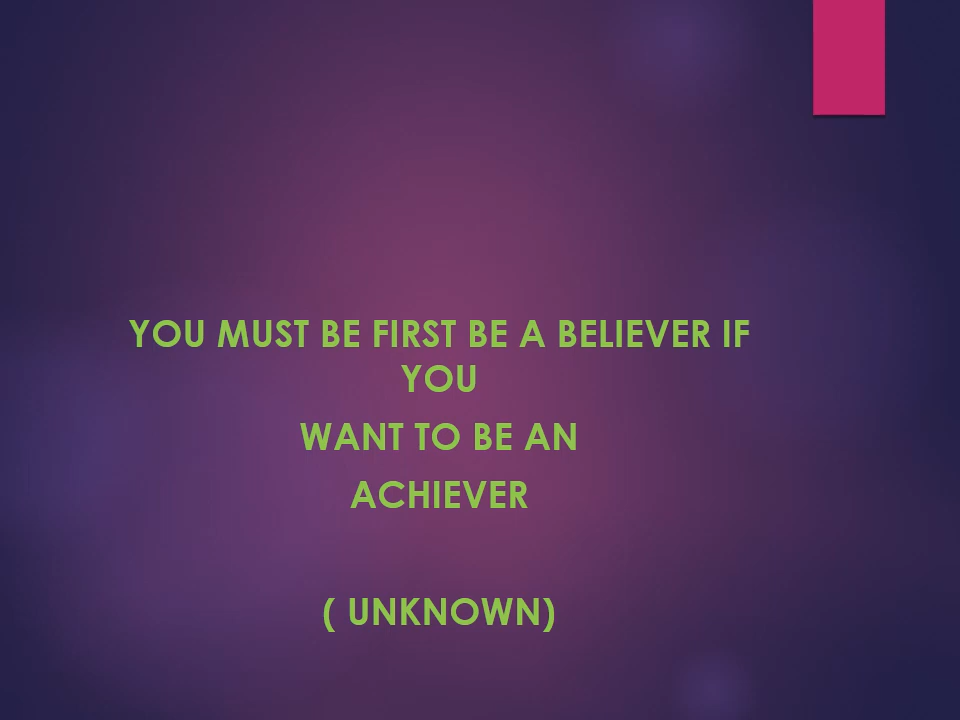 YOU MUST BE FIRST BE A BELIEVER IF
YOU
WANT TO BE AN
ACHIEVER
( UNKNOWN)